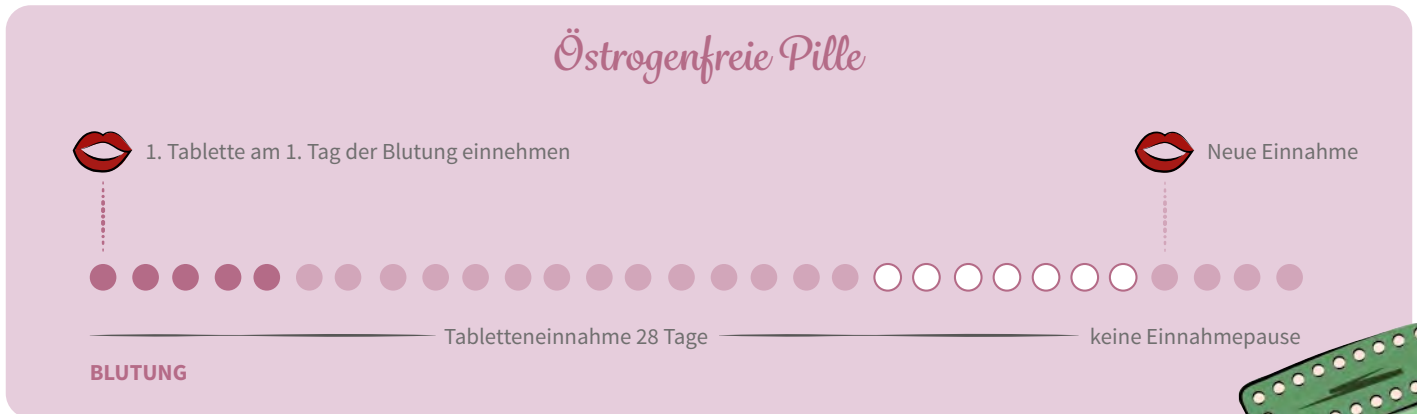 Östrogenfreie Pille
1. Tablette am 1. Tag der Blutung einnehmen
Neue Einnahme
Tabletteneinnahme 28 Tage
keine Einnahmepause
BLUTUNG